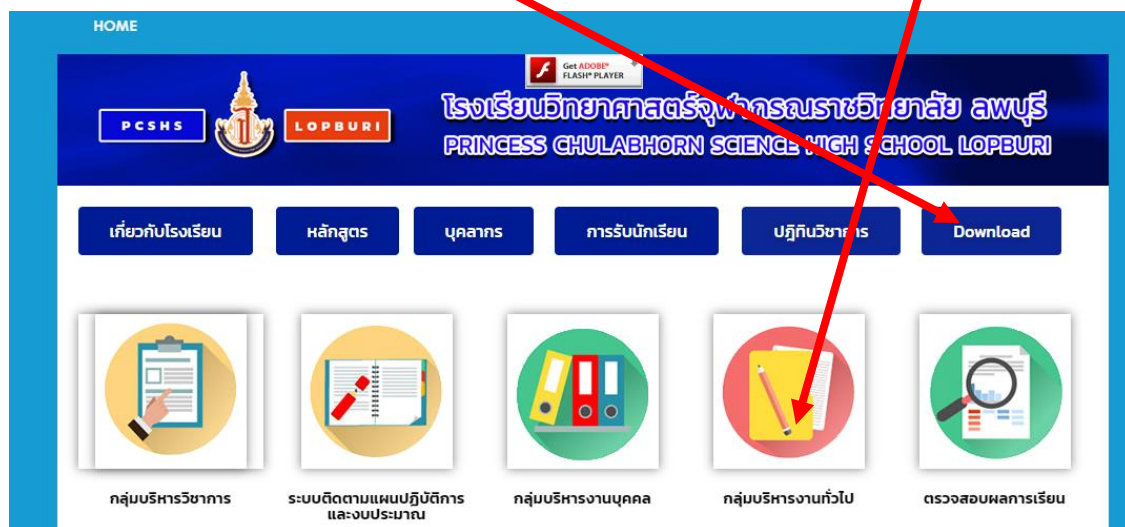 HOME
Get ADOBE®
FLASH® PLAYER
โรงเรียนวิทยาศาสตร์จุฬาภรณราชวิทยาลัย ลพบุรี
PCSHS
LOPBURI
PRINCESS CHULABHORN SCIENCE HIGH SCHOOL LOPBURI
เกี่ยวกับโรงเรียน
หลักสูตร
บุคลากร
การรับนักเรียน
ปฎิทินวิชาการ
Download
กลุ่มบริหารวิชาการ
ระบบติดตามแผนปฏิบัติการ
และงบประมาณ
กลุ่มบริหารงานบุคคล
กลุ่มบริหารงานทั่วไป
ตรวจสอบผลการเรียน